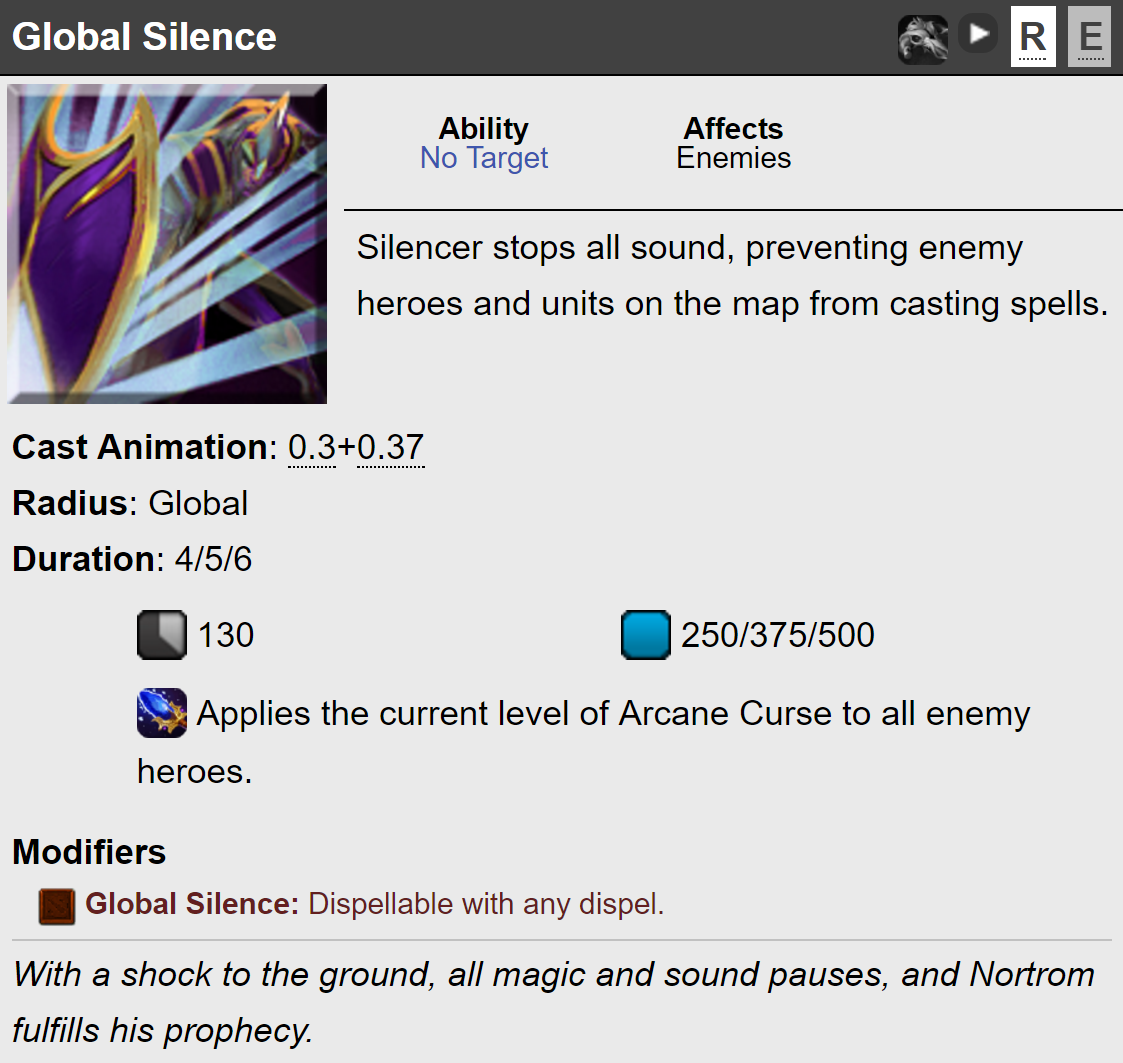 Global Silence
R
E
Ability
No Target
Affects
Enemies
Silencer stops all sound, preventing enemy
heroes and units on the map from casting spells.
Cast Animation: 0.3+0.37
Radius: Global
Duration: 4/5/6
130
250/375/500
Applies the current level of Arcane Curse to all enemy
heroes.
Modifiers
Global Silence: Dispellable with any dispel.
With a shock to the ground, all magic and sound pauses, and Nortrom
fulfills his prophecy.